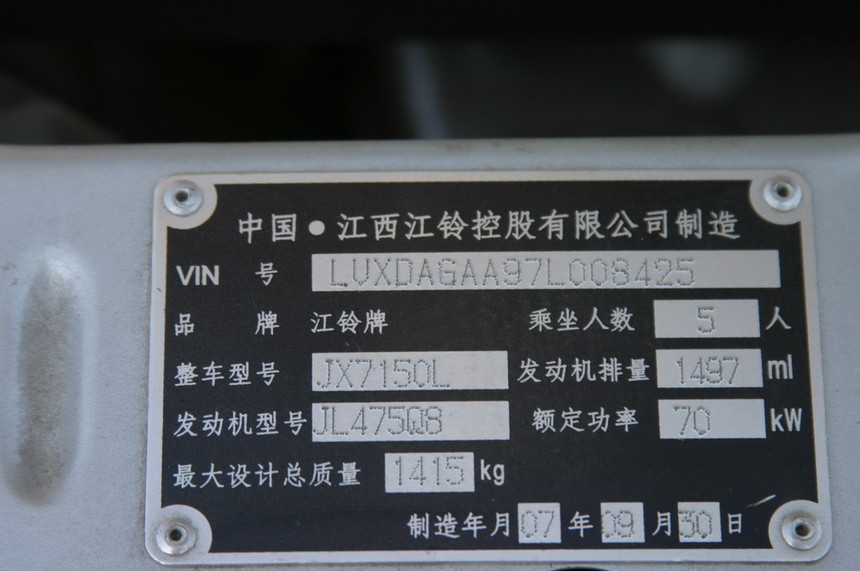 中国●江西江铃控股有限公司制造
VIN 号 LVXDAGAA97L008425
品 牌 江铃牌 乘坐人数 5 人
整车型号 JX7150L 发动机排量 1497 ml
发动机型号 JL475Q8 额定功率 70 kW
最大设计总质量 1415 kg
制造年月 07 年 09 月 30 日